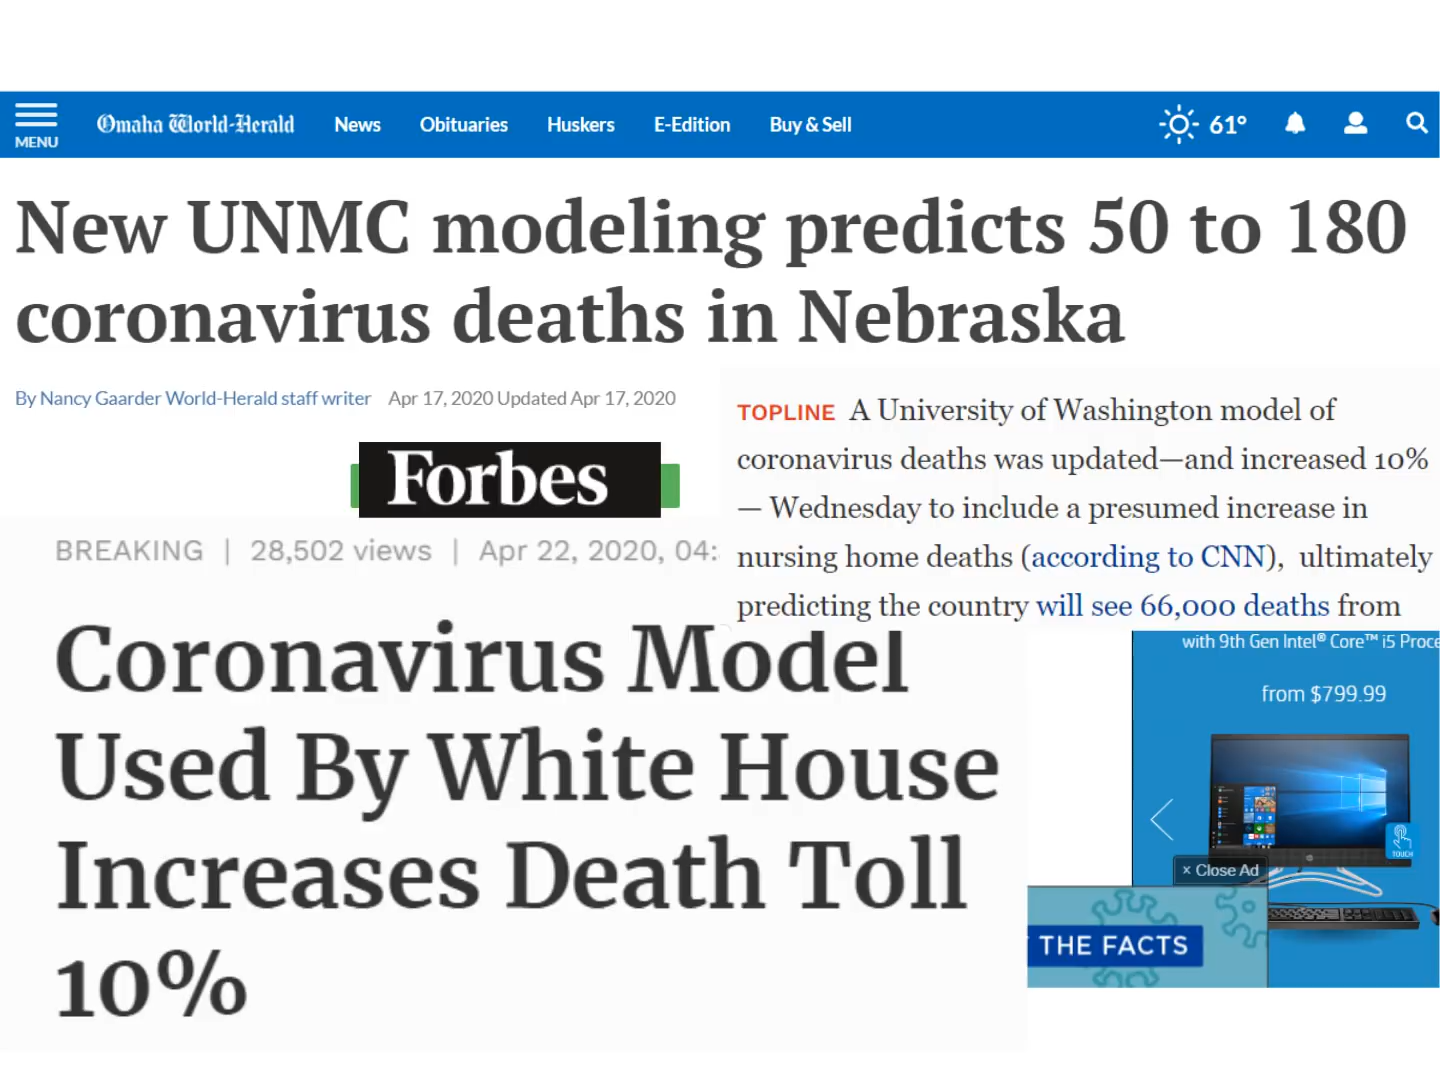 MENU
Omaha World-Herald News Obituaries Huskers E-Edition Buy & Sell 61°
New UNMC modeling predicts 50 to 180
coronavirus deaths in Nebraska
By Nancy Gaarder World-Herald staff writer Apr 17, 2020 Updated Apr 17, 2020
TOPLINE A University of Washington model of
coronavirus deaths was updated—and increased 10%
— Wednesday to include a presumed increase in
nursing home deaths (according to CNN), ultimately
predicting the country will see 66,000 deaths from
Forbes
BREAKING | 28,502 views | Apr 22, 2020, 04:
Coronavirus Model
Used By White House
Increases Death Toll
10%
with 9th Gen Intel® Core™ i5 Proce
from $799.99
TOUCH
× Close Ad
THE FACTS